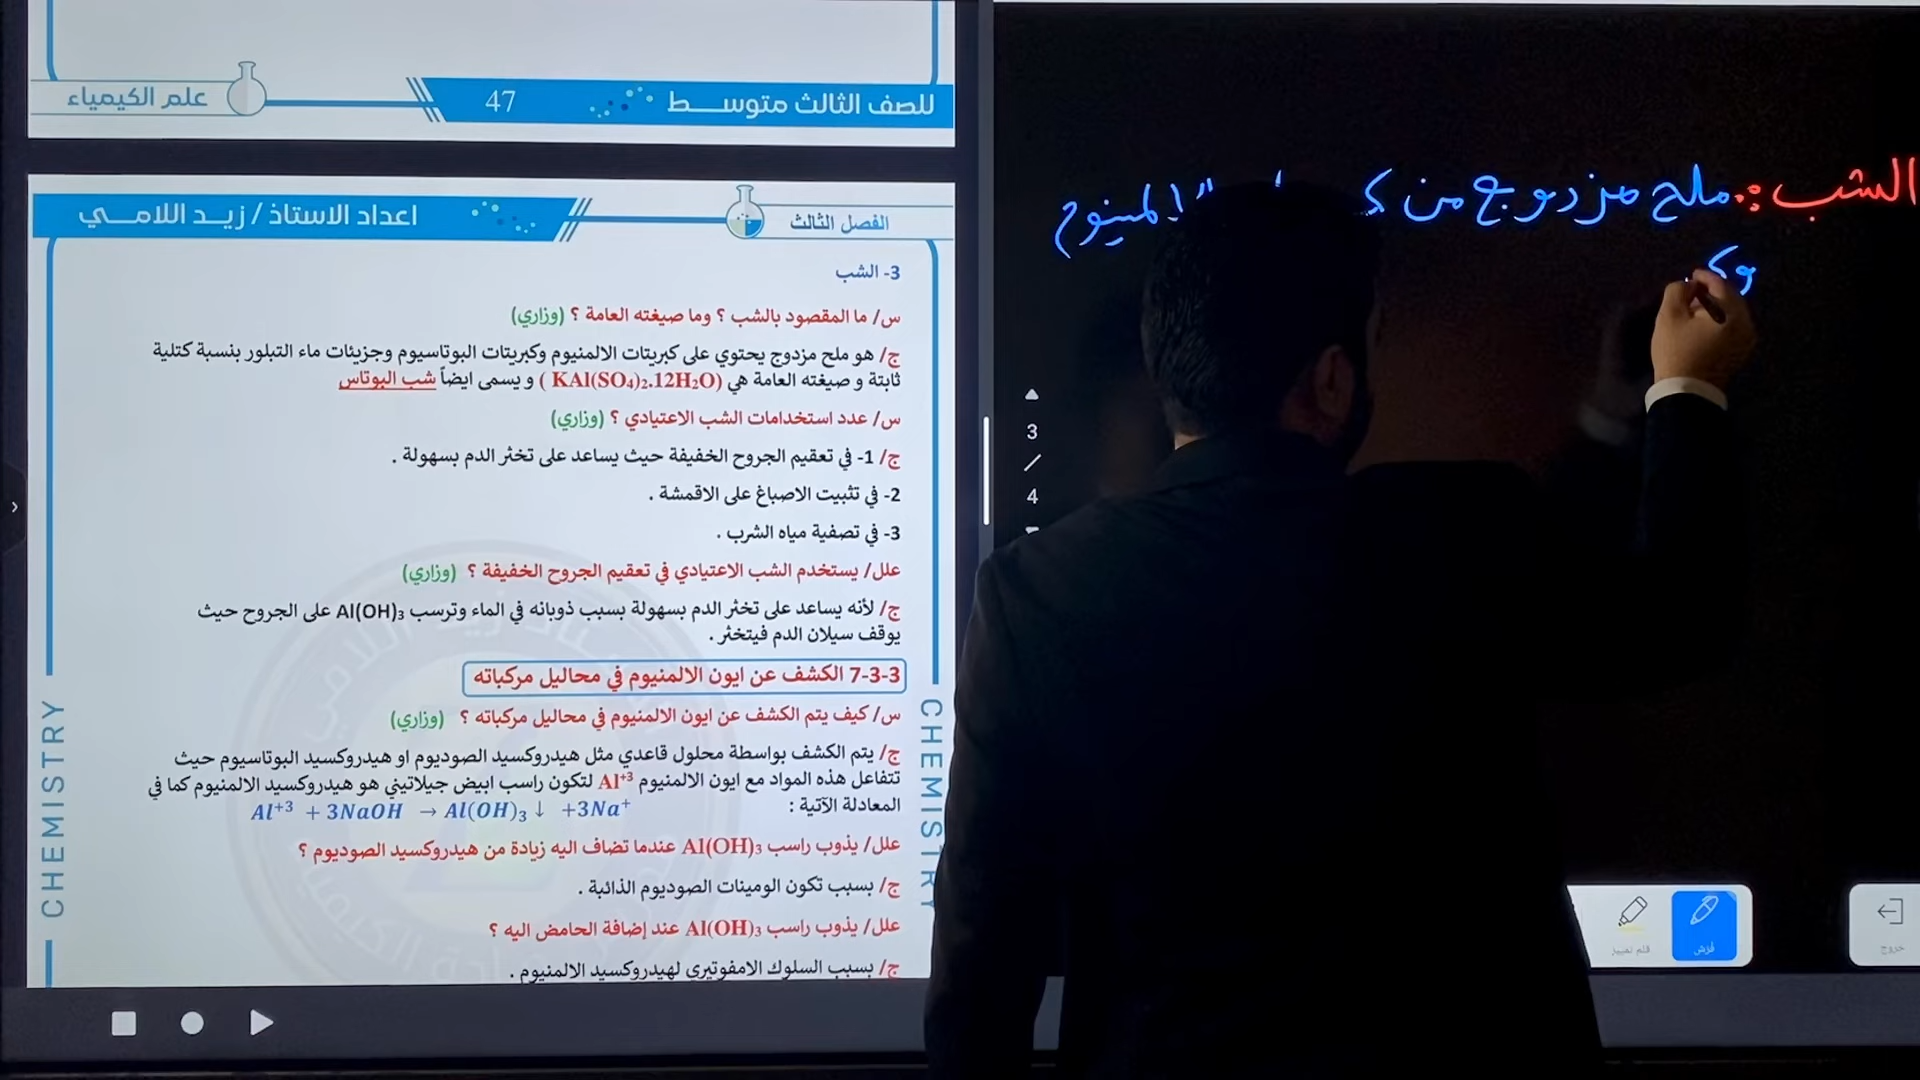 للصف الثالث متوسـط 47 علم الكيمياء
الفصل الثالث اعداد الاستاذ / زيـد اللامـي
3- الشب
س/ ما المقصود بالشب ؟ وما صيغته العامة ؟ (وزاري)
ج/ هو ملح مزدوج يحتوي على كبريتات الالمنيوم وكبريتات البوتاسيوم وجزيئات ماء التبلور بنسبة كتلية
ثابتة و صيغته العامة هي (KAl(SO₄)₂.12H₂O ) و يسمى ايضاً شب البوتاس
س/ عدد استخدامات الشب الاعتيادي ؟ (وزاري)
ج/ 1- في تعقيم الجروح الخفيفة حيث يساعد على تخثر الدم بسهولة .
2- في تثبيت الاصباغ على الاقمشة .
3- في تصفية مياه الشرب .
علل/ يستخدم الشب الاعتيادي في تعقيم الجروح الخفيفة ؟ (وزاري)
ج/ لأنه يساعد على تخثر الدم بسهولة بسبب ذوبانه في الماء وترسب Al(OH)₃ على الجروح حيث
يوقف سيلان الدم فيتخثر .
3-3-7 الكشف عن ايون الالمنيوم في محاليل مركباته
س/ كيف يتم الكشف عن ايون الالمنيوم في محاليل مركباته ؟ (وزاري)
ج/ يتم الكشف بواسطة محلول قاعدي مثل هيدروكسيد الصوديوم او هيدروكسيد البوتاسيوم حيث
تتفاعل هذه المواد مع ايون الالمنيوم Al⁺³ لتكون راسب ابيض جيلاتيني هو هيدروكسيد الالمنيوم كما في
المعادلة الآتية : Al⁺³ + 3NaOH → Al(OH)₃↓ +3Na⁺
علل/ يذوب راسب Al(OH)₃ عندما تضاف اليه زيادة من هيدروكسيد الصوديوم ؟
ج/ بسبب تكون الومينات الصوديوم الذائبة .
علل/ يذوب راسب Al(OH)₃ عند إضافة الحامض اليه ؟
ج/ بسبب السلوك الامفوتيري لهيدروكسيد الالمنيوم .
CHEMISTRY
CHEMISTRY
الشب :. ملح مزدوج من الالمنيوم
3
/
4
فرش
خروج